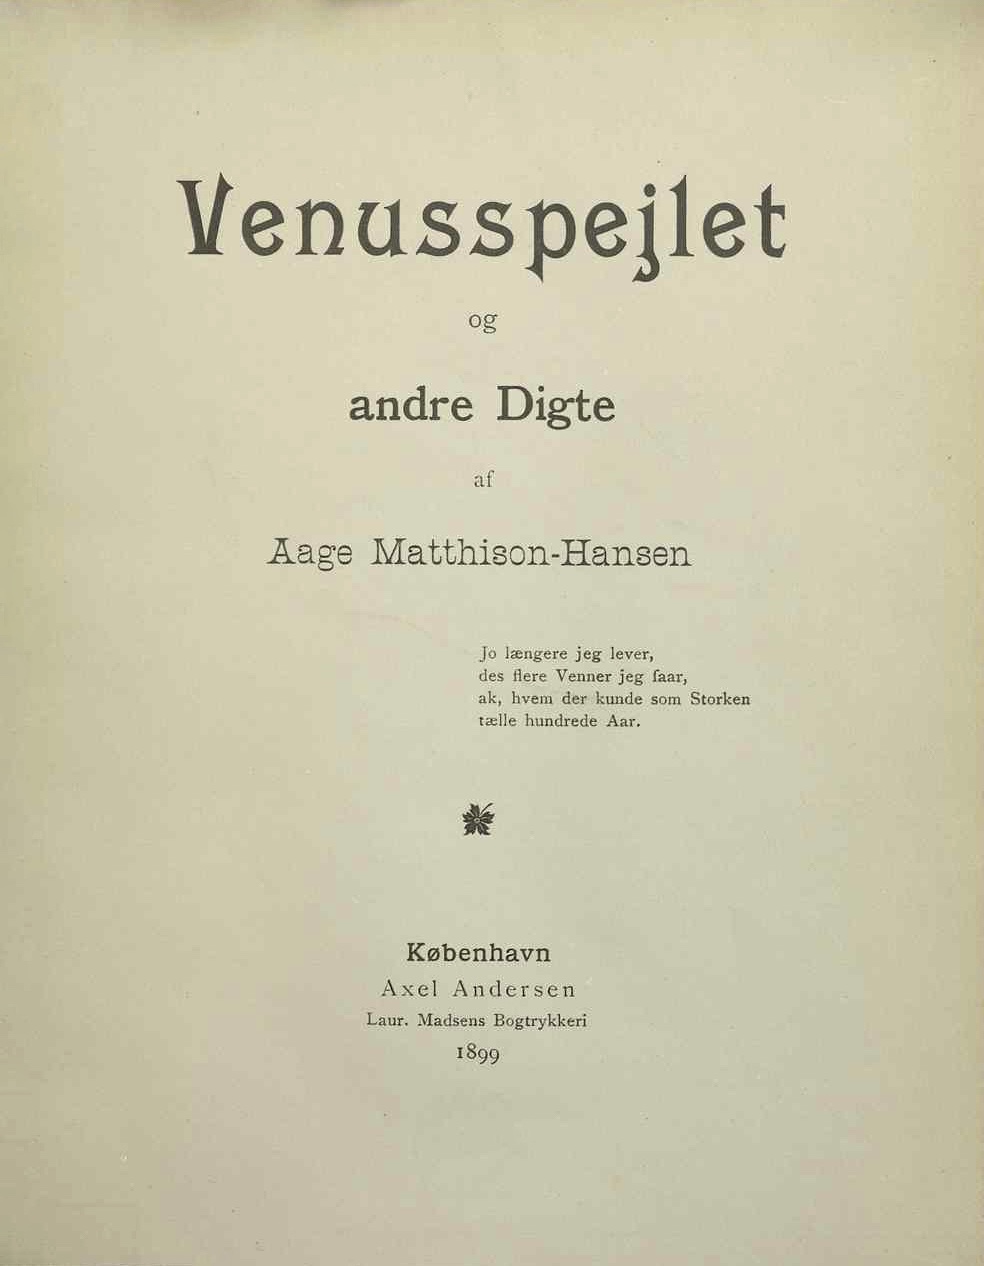 Venusspejlet
og
andre Digte
af
Aage Matthison-Hansen
Jo længere jeg lever,
des flere Venner jeg faar,
ak, hvem der kunde som Storken
tælle hundrede Aar.
København
Axel Andersen
Laur. Madsens Bogtrykkeri
1899